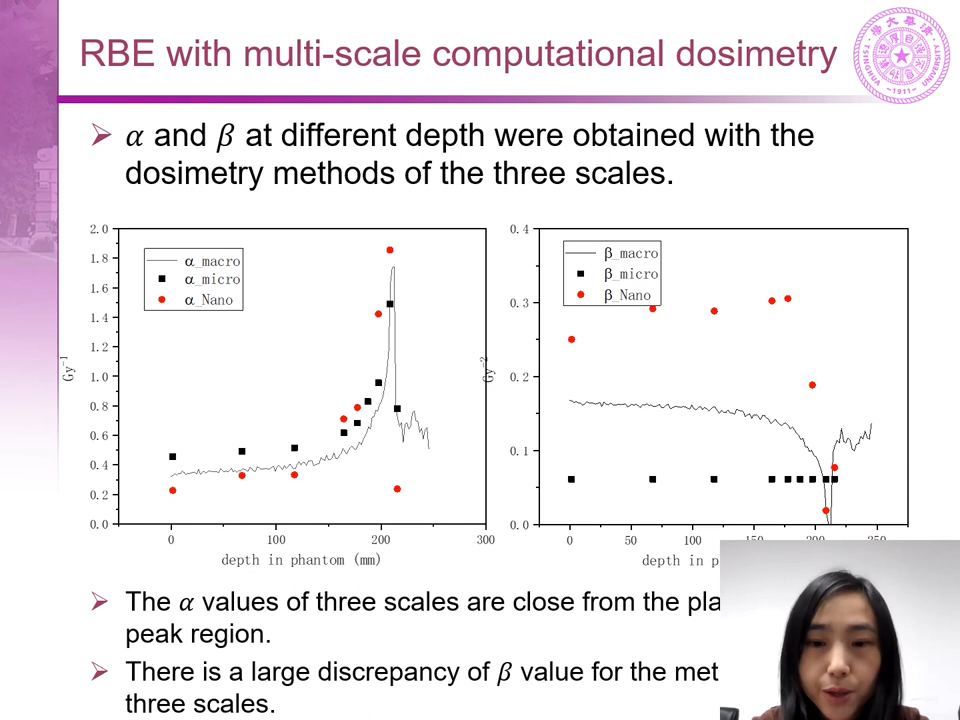 RBE with multi-scale computational dosimetry
TSINGHUA UNIVERSITY
~1911~
➤ α and β at different depth were obtained with the
dosimetry methods of the three scales.
2.0
1.8
1.6
1.4
1.2
1.0
0.8
0.6
0.4
0.2
0.0
Gy⁻¹
α_macro
α_micro
α_Nano
0 100 200 300
depth in phantom (mm)
0.4
0.3
0.2
0.1
0.0
Gy⁻²
β_macro
β_micro
β_Nano
0 50 100 150 200 250
depth in p
➤ The α values of three scales are close from the pla
peak region.
➤ There is a large discrepancy of β value for the met
three scales.